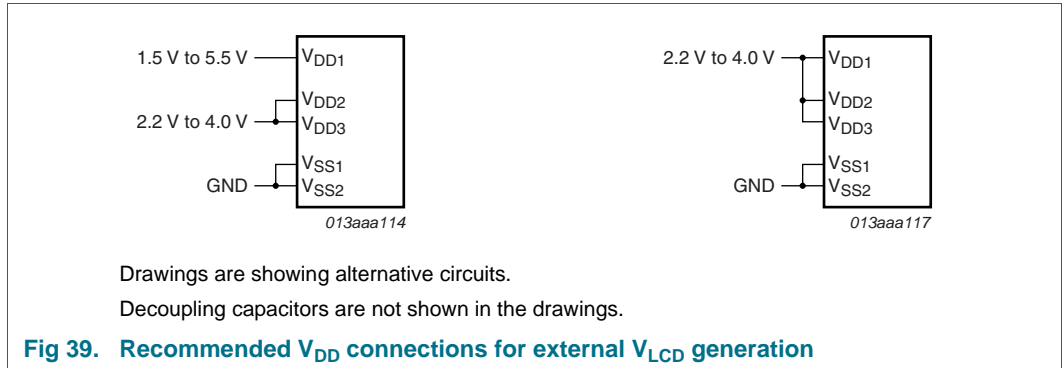 1.5 V to 5.5 V
VDD1
VDD2
2.2 V to 4.0 V
VDD3
VSS1
GND
VSS2
013aaa114
2.2 V to 4.0 V
VDD1
VDD2
VDD3
VSS1
GND
VSS2
013aaa117
Drawings are showing alternative circuits.
Decoupling capacitors are not shown in the drawings.
Fig 39. Recommended VDD connections for external VLCD generation